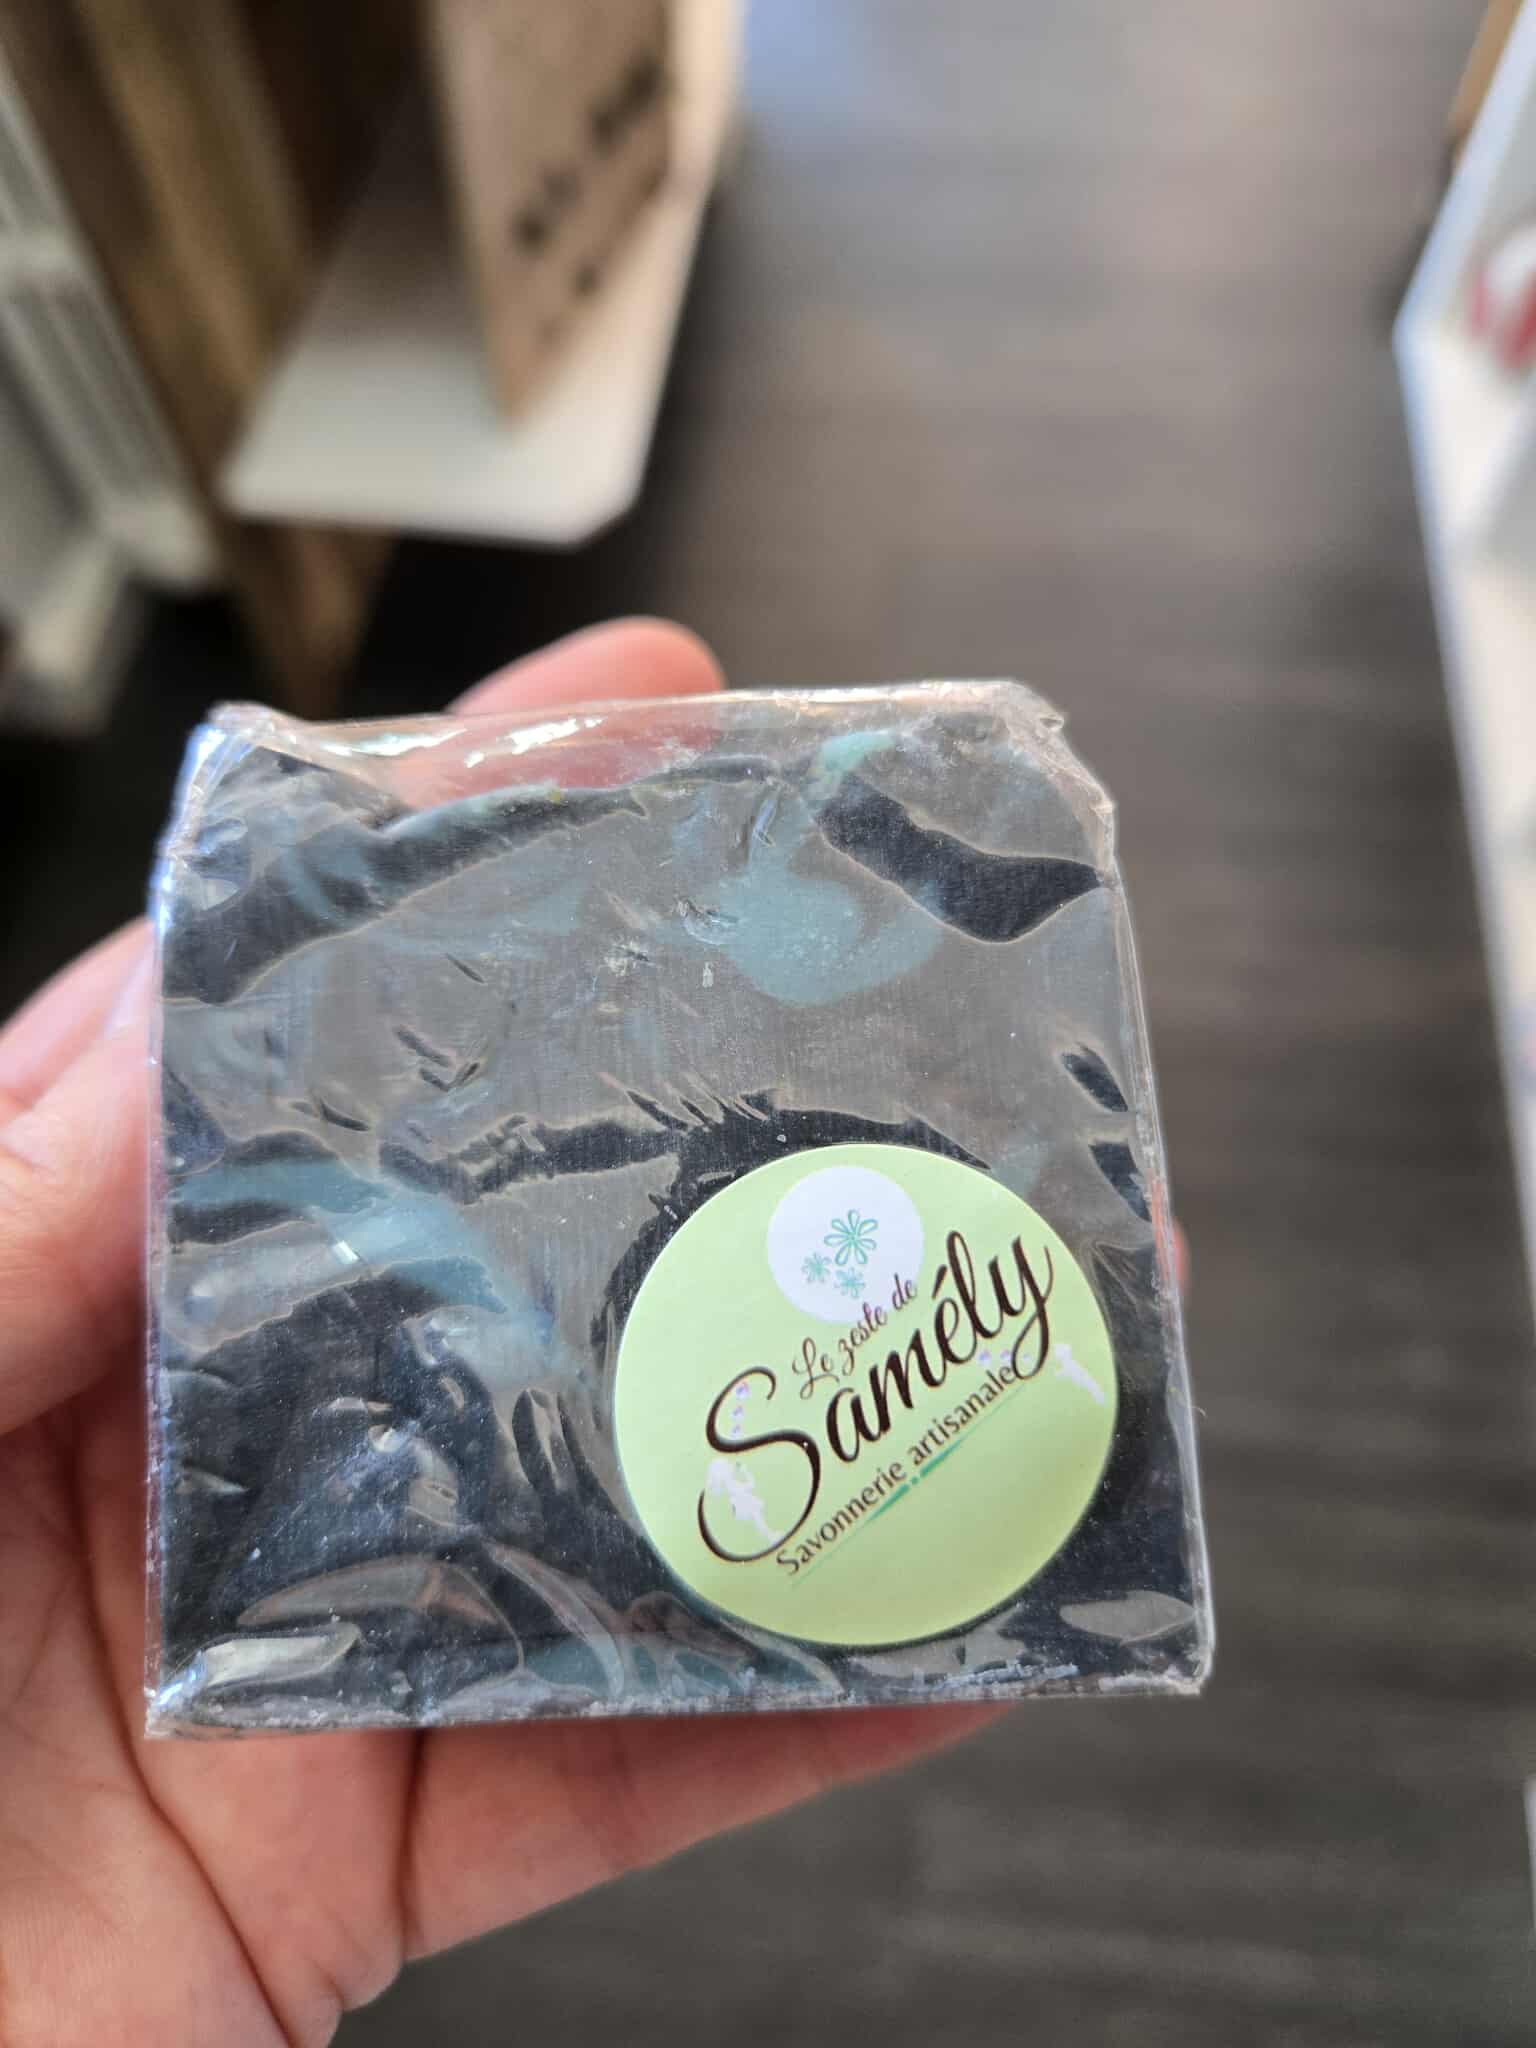 Le zeste de
Samély
Savonnerie artisanale